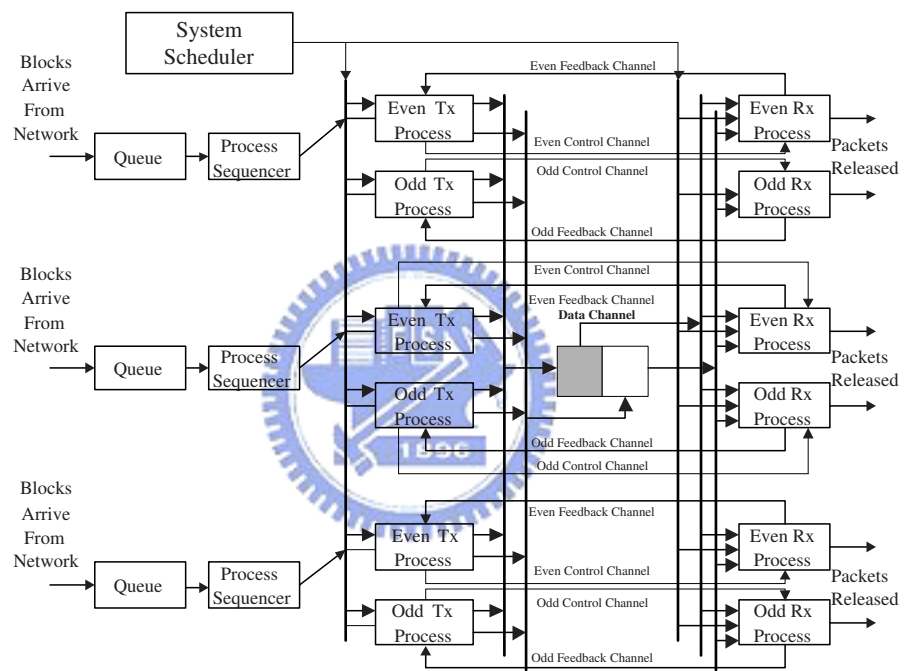 System
Scheduler
Blocks
Arrive
From
Network
Queue
Process
Sequencer
Even Tx
Process
Odd Tx
Process
Even Feedback Channel
Even Control Channel
Odd Control Channel
Odd Feedback Channel
Even Rx
Process
Odd Rx
Process
Packets
Released
Blocks
Arrive
From
Network
Queue
Process
Sequencer
Even Tx
Process
Odd Tx
Process
Even Control Channel
Even Feedback Channel
Data Channel
Odd Feedback Channel
Odd Control Channel
1896
Even Rx
Process
Odd Rx
Process
Packets
Released
Blocks
Arrive
From
Network
Queue
Process
Sequencer
Even Tx
Process
Odd Tx
Process
Even Feedback Channel
Even Control Channel
Odd Control Channel
Odd Feedback Channel
Even Rx
Process
Odd Rx
Process
Packets
Released